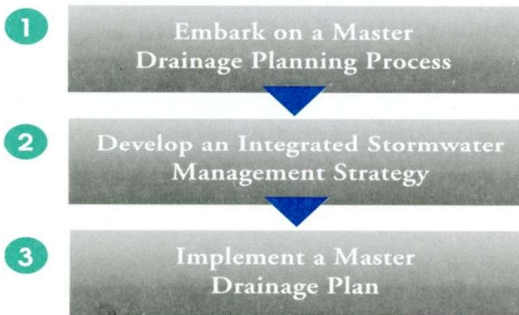 1
Embark on a Master
Drainage Planning Process
2
Develop an Integrated Stormwater
Management Strategy
3
Implement a Master
Drainage Plan